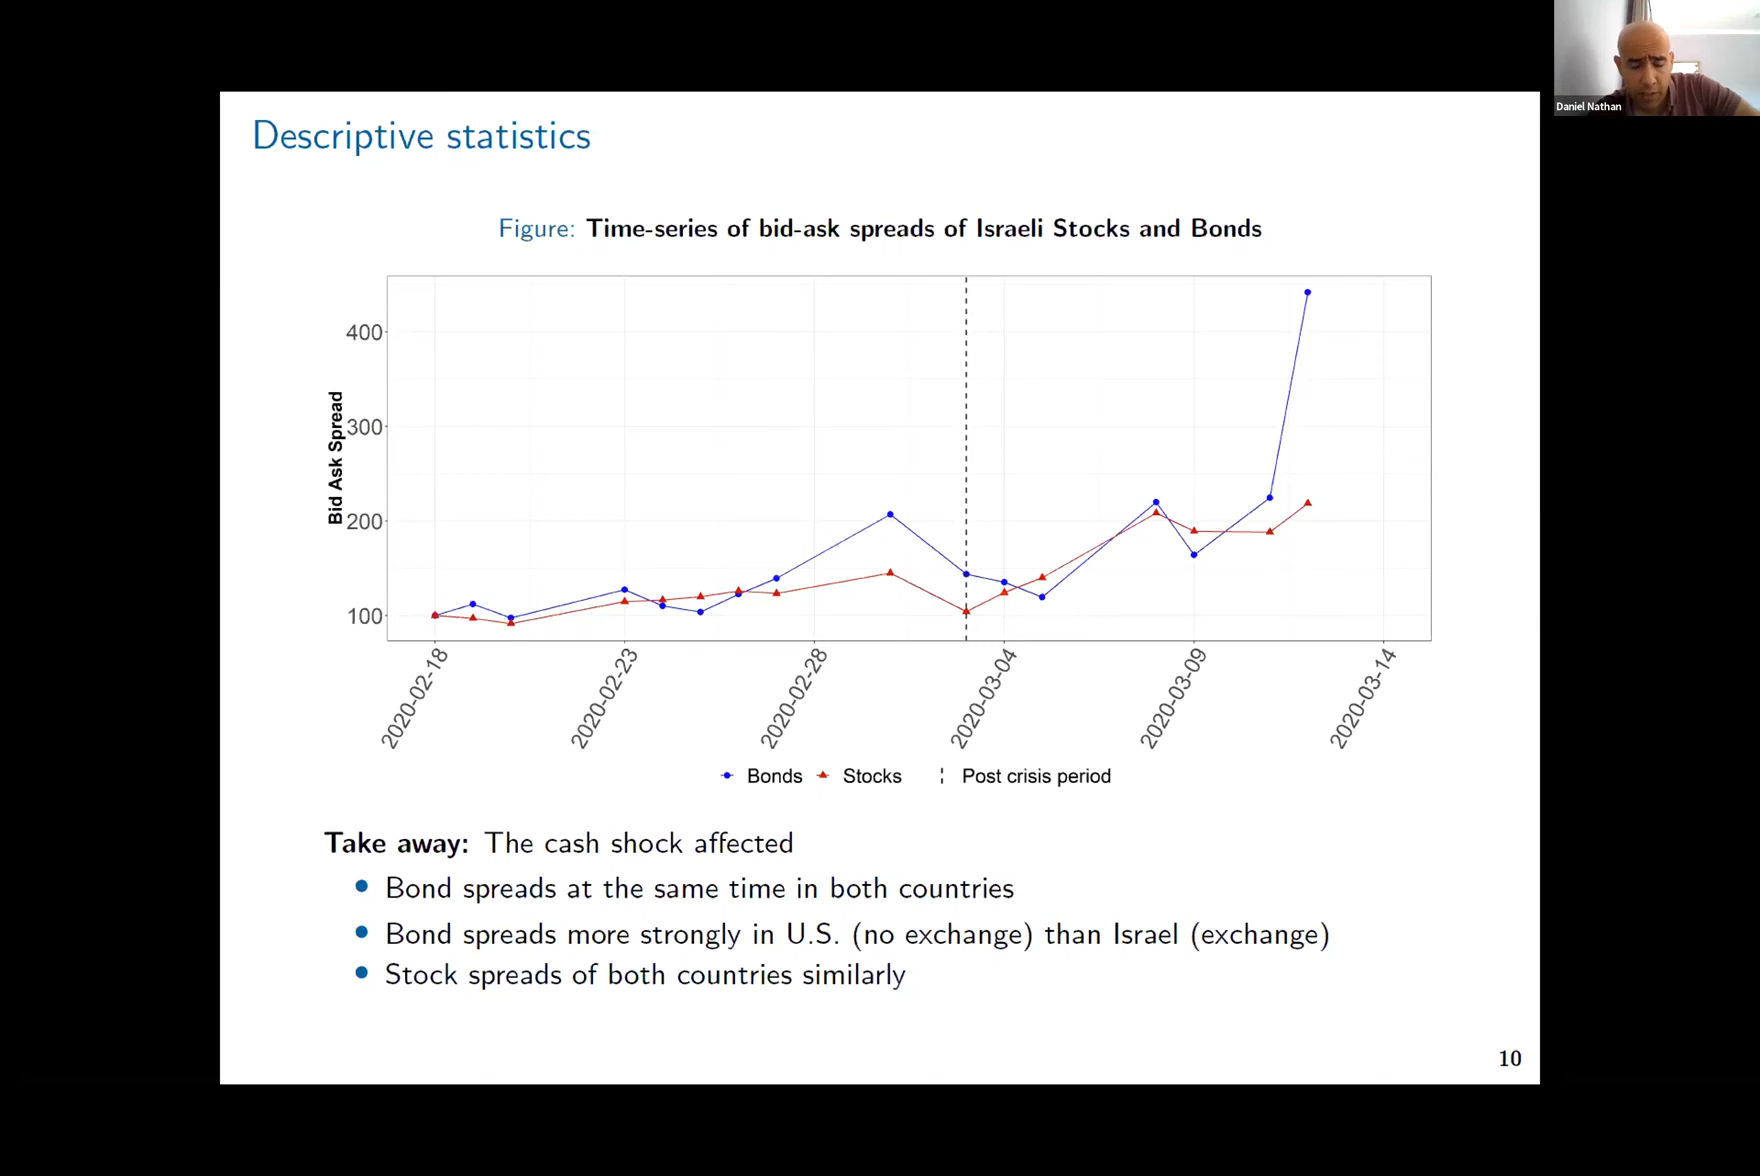 Daniel Nathan
Descriptive statistics
Figure: Time-series of bid-ask spreads of Israeli Stocks and Bonds
Bid Ask Spread
400
300
200
100
2020-02-18
2020-02-23
2020-02-28
2020-03-04
2020-03-09
2020-03-14
Bonds Stocks Post crisis period
Take away: The cash shock affected
Bond spreads at the same time in both countries
Bond spreads more strongly in U.S. (no exchange) than Israel (exchange)
Stock spreads of both countries similarly
10